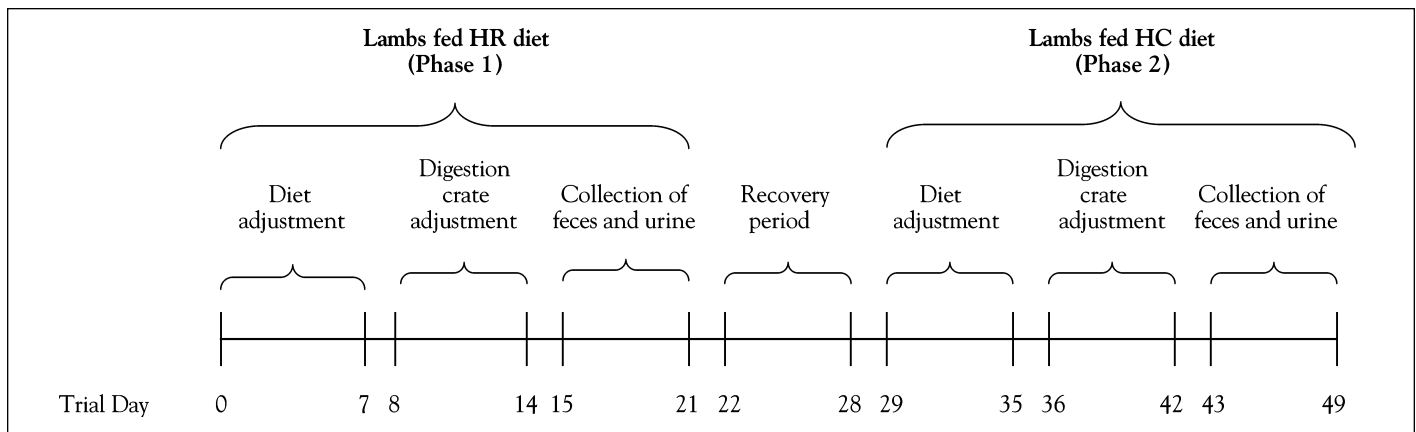 Lambs fed HR diet
(Phase 1)
Lambs fed HC diet
(Phase 2)
Diet
adjustment
Digestion
crate
adjustment
Collection of
feces and urine
Recovery
period
Diet
adjustment
Digestion
crate
adjustment
Collection of
feces and urine
Trial Day 0 7 8 14 15 21 22 28 29 35 36 42 43 49